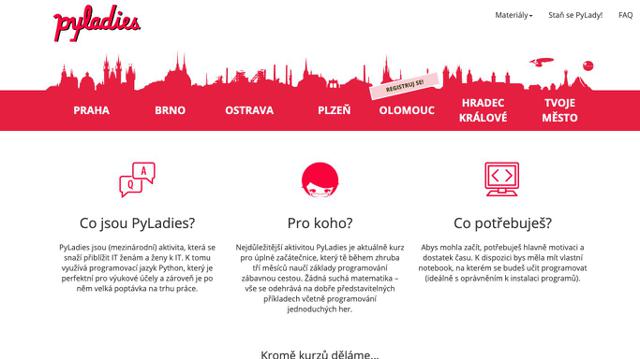 pyladies
Materiály
Staň se PyLady!
FAQ
REGISTRUJ SE!
PRAHA
BRNO
OSTRAVA
PLZEŇ
OLOMOUC
HRADEC
KRÁLOVÉ
TVOJE
MĚSTO
Q
A
Co jsou PyLadies?
PyLadies jsou (mezinárodní) aktivita, která se
snaží přiblížit IT ženám a ženy k IT. K tomu
využívá programovací jazyk Python, který je
perfektní pro výukové účely a zároveň je po
něm velká poptávka na trhu práce.
Pro koho?
Nejdůležitější aktivitou PyLadies je aktuálně kurz
pro úplné začátečnice, který tě během zhruba
tří měsíců naučí základy programování
zábavnou cestou. Žádná suchá matematika –
vše se odehrává na dobře představitelných
příkladech včetně programování
jednoduchých her.
Co potřebuješ?
Abys mohla začít, potřebuješ hlavně motivaci a
dostatek času. K dispozici bys měla mít vlastní
notebook, na kterém se budeš učit programovat
(ideálně s oprávněním k instalaci programů).
Kromě kurzů děláme...